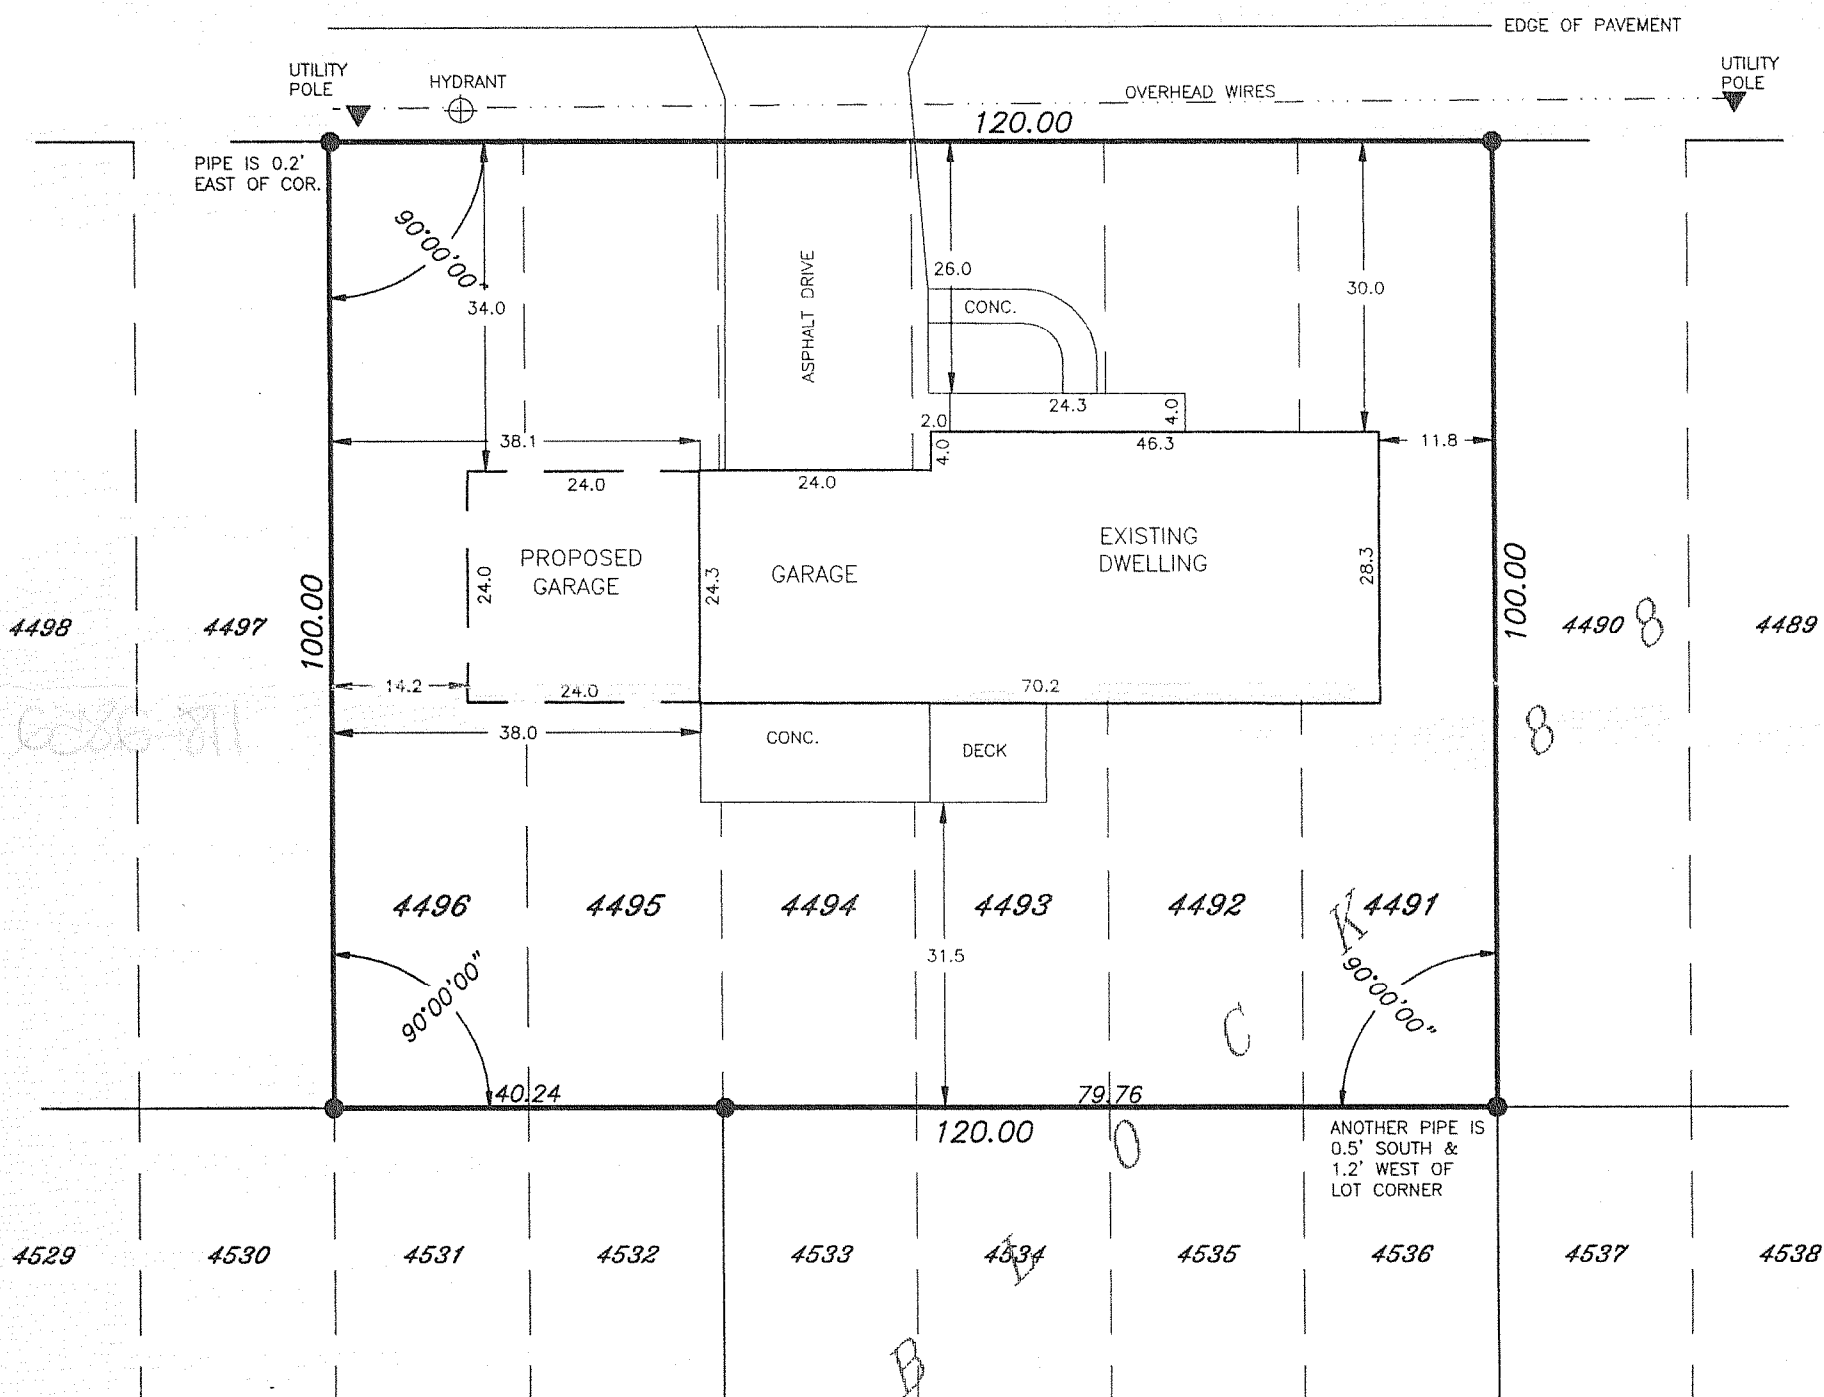 EDGE OF PAVEMENT
UTILITY
POLE
HYDRANT
OVERHEAD WIRES
UTILITY
POLE
120.00
PIPE IS 0.2'
EAST OF COR.
90°00'00"
34.0
ASPHALT DRIVE
26.0
CONC.
30.0
24.3
4.0
2.0
4.0
46.3
38.1
11.8
24.0
24.0
PROPOSED
GARAGE
24.0
24.3
GARAGE
EXISTING
DWELLING
28.3
100.00
100.00
4498
4497
4490
8
4489
14.2
24.0
70.2
38.0
CONC.
DECK
8
4496
4495
4494
4493
4492
4491
K
31.5
90°00'00"
90°00'00"
C
40.24
79.76
120.00
O
ANOTHER PIPE IS
0.5' SOUTH &
1.2' WEST OF
LOT CORNER
4529
4530
4531
4532
4533
4534
4535
4536
4537
4538
L
B